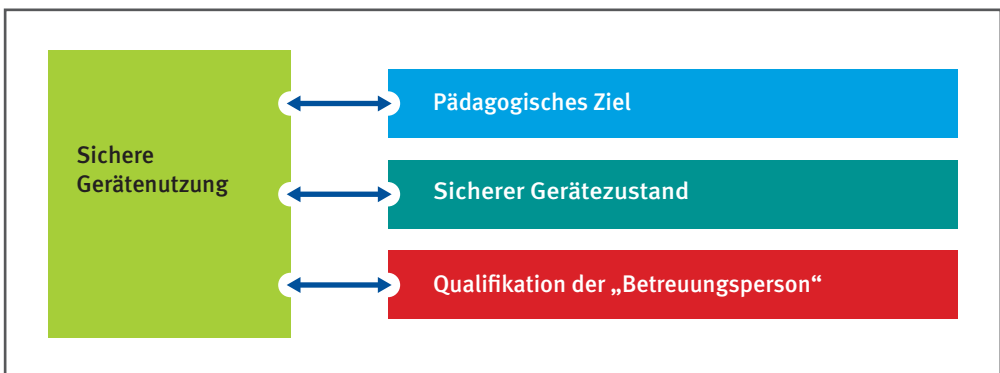 Sichere
Gerätenutzung
Pädagogisches Ziel
Sicherer Gerätezustand
Qualifikation der „Betreuungsperson“